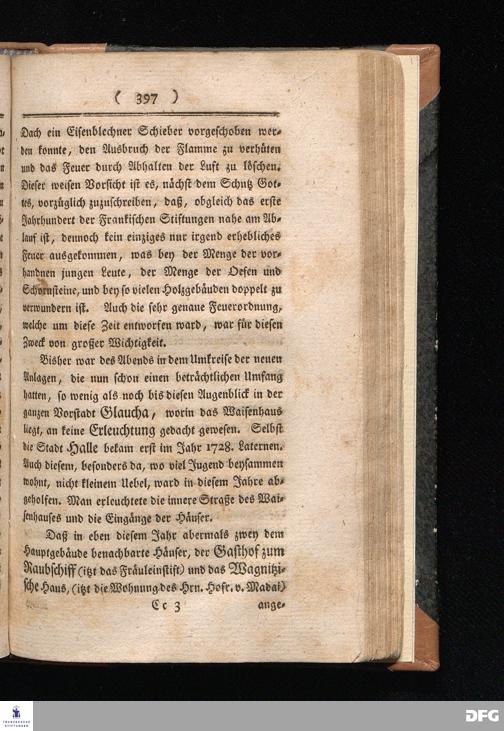 ( 397 )
Dach ein Eisenblechner Schieber vorgeschoben wer-
den konnte, den Ausbruch der Flamme zu verhüten
und das Feuer durch Abhalten der Luft zu löschen.
Dieser weisen Vorsicht ist es, nächst dem Schutz Got-
tes, vorzüglich zuzuschreiben, daß, obgleich das erste
Jahrhundert der Frankischen Stiftungen nahe am Ab-
lauf ist, dennoch kein einziges nur irgend erhebliches
Feuer ausgekommen, was bey der Menge der vor-
handnen jungen Leute, der Menge der Oefen und
Schornsteine, und bey so vielen Holzgebäuden doppelt zu
verwundern ist. Auch die sehr genaue Feuerordnung,
welche um diese Zeit entworfen ward, war für diesen
Zweck von großer Wichtigkeit.
Bisher war des Abends in dem Umkreise der neuen
Anlagen, die nun schon einen beträchtlichen Umfang
hatten, so wenig als noch bis diesen Augenblick in der
ganzen Vorstadt Glaucha, worin das Waisenhaus
liegt, an keine Erleuchtung gedacht gewesen. Selbst
die Stadt Halle bekam erst im Jahr 1728. Laternen.
Auch diesem, besonders da, wo viel Jugend beysammen
wohnt, nicht kleinem Uebel, ward in diesem Jahre ab-
geholfen. Man erleuchtete die innere Straße des Wai-
senhauses und die Eingänge der Häuser.
Daß in eben diesem Jahr abermals zwey dem
Hauptgebäude benachbarte Häuser, der Gasthof zum
Raubschiff (itzt das Fräuleinstift) und das Wagnitzi-
sche Haus, (itzt die Wohnung des Hrn. Hofr. v. Madai)
Cc 3 ange-
FRANCKESCHE
STIFTUNGEN
DFG